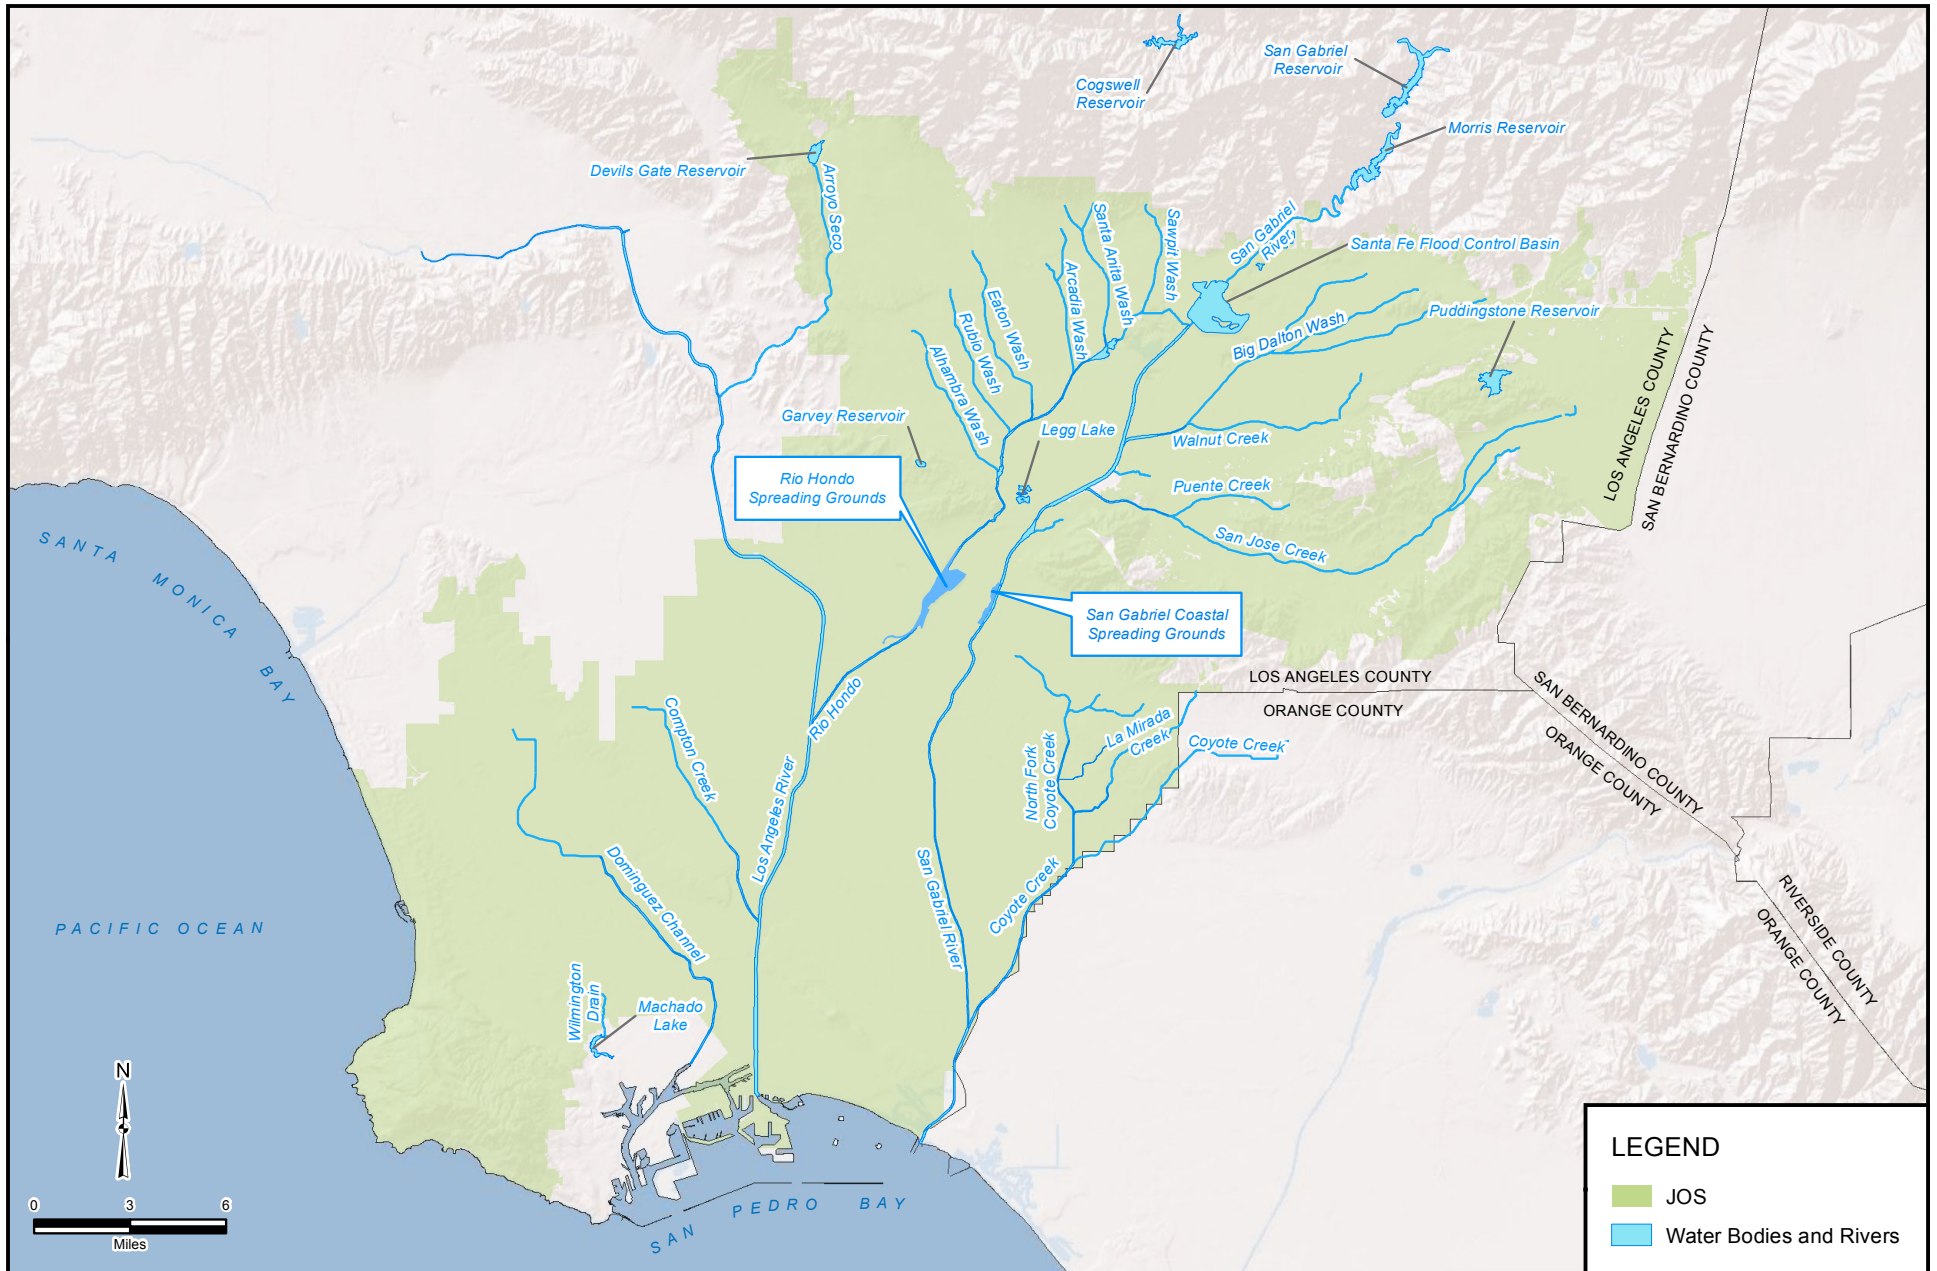 Cogswell
Reservoir
San Gabriel
Reservoir
Morris Reservoir
Devils Gate Reservoir
Arroyo Seco
Santa Anita Wash
Sawpit Wash
San Gabriel
River
Santa Fe Flood Control Basin
Arcadia Wash
Eaton Wash
Rubio Wash
Alhambra Wash
Big Dalton Wash
Puddingstone Reservoir
Garvey Reservoir
Legg Lake
Walnut Creek
Puente Creek
San Jose Creek
LOS ANGELES COUNTY
SAN BERNARDINO COUNTY
Rio Hondo
Spreading Grounds
San Gabriel Coastal
Spreading Grounds
SANTA MONICA BAY
LOS ANGELES COUNTY
ORANGE COUNTY
SAN BERNARDINO COUNTY
ORANGE COUNTY
Compton Creek
Rio Hondo
Los Angeles River
North Fork
Coyote Creek
La Mirada
Creek
Coyote Creek
Coyote Creek
San Gabriel River
Dominguez Channel
RIVERSIDE COUNTY
ORANGE COUNTY
PACIFIC OCEAN
Wilmington
Drain
Machado
Lake
N
0 3 6
Miles
SAN PEDRO BAY
LEGEND
JOS
Water Bodies and Rivers